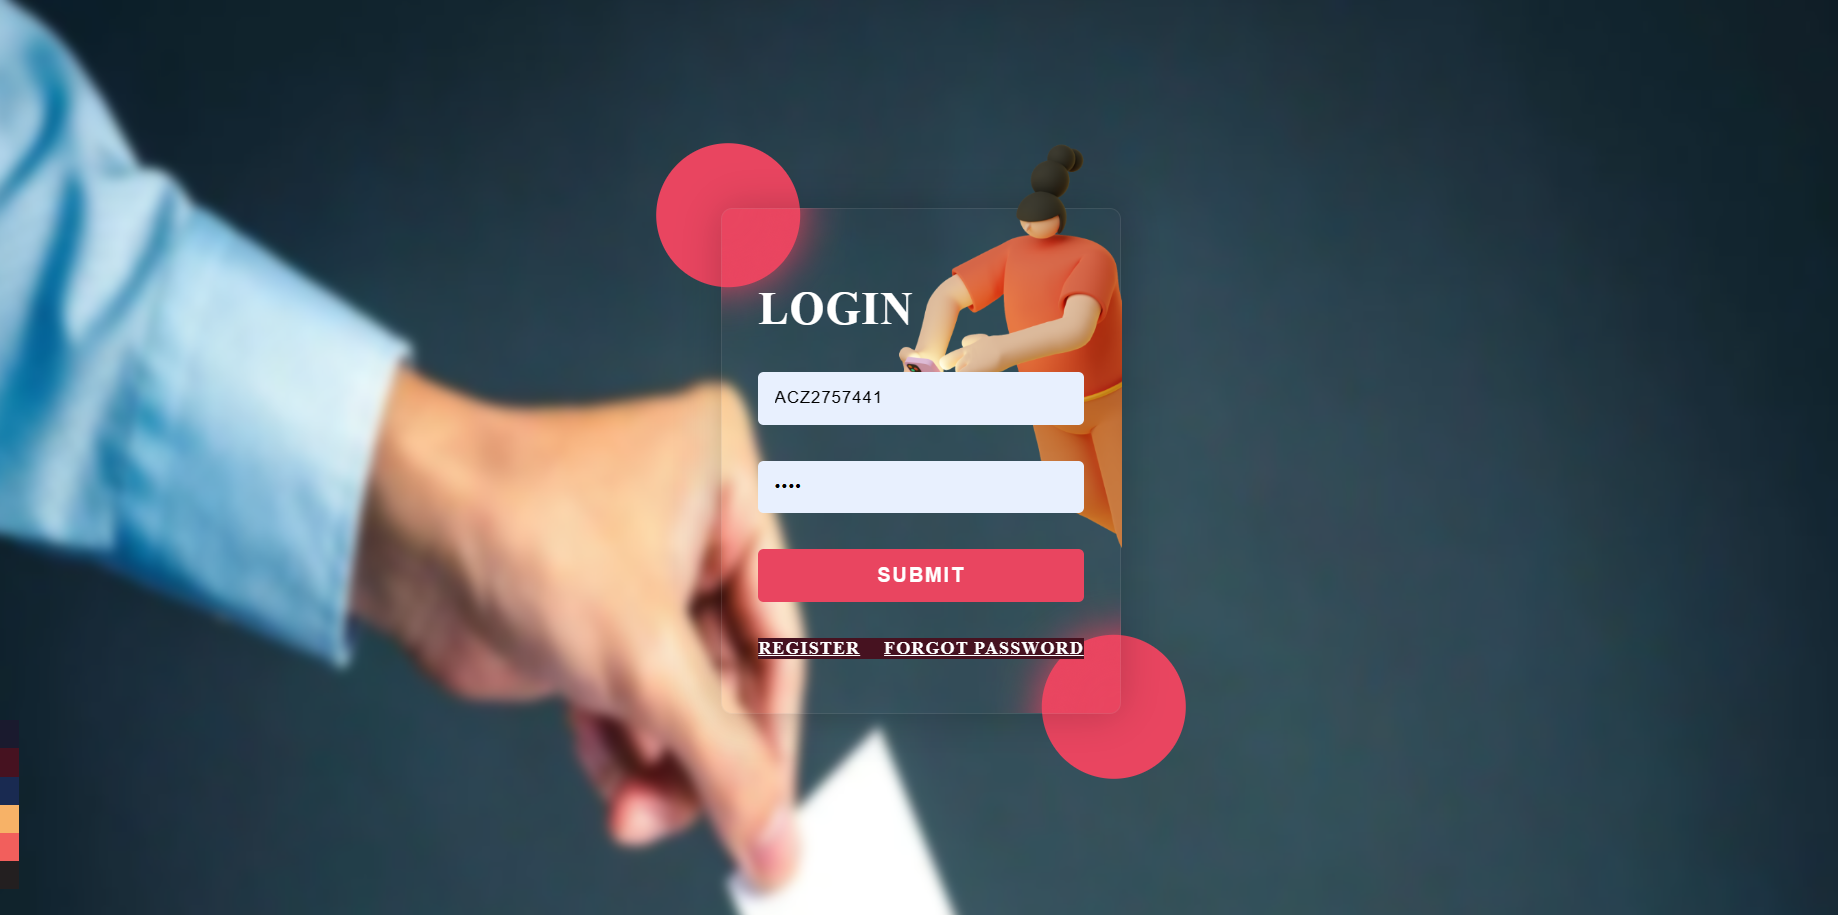 LOGIN
ACZ2757441
••••
SUBMIT
REGISTER FORGOT PASSWORD